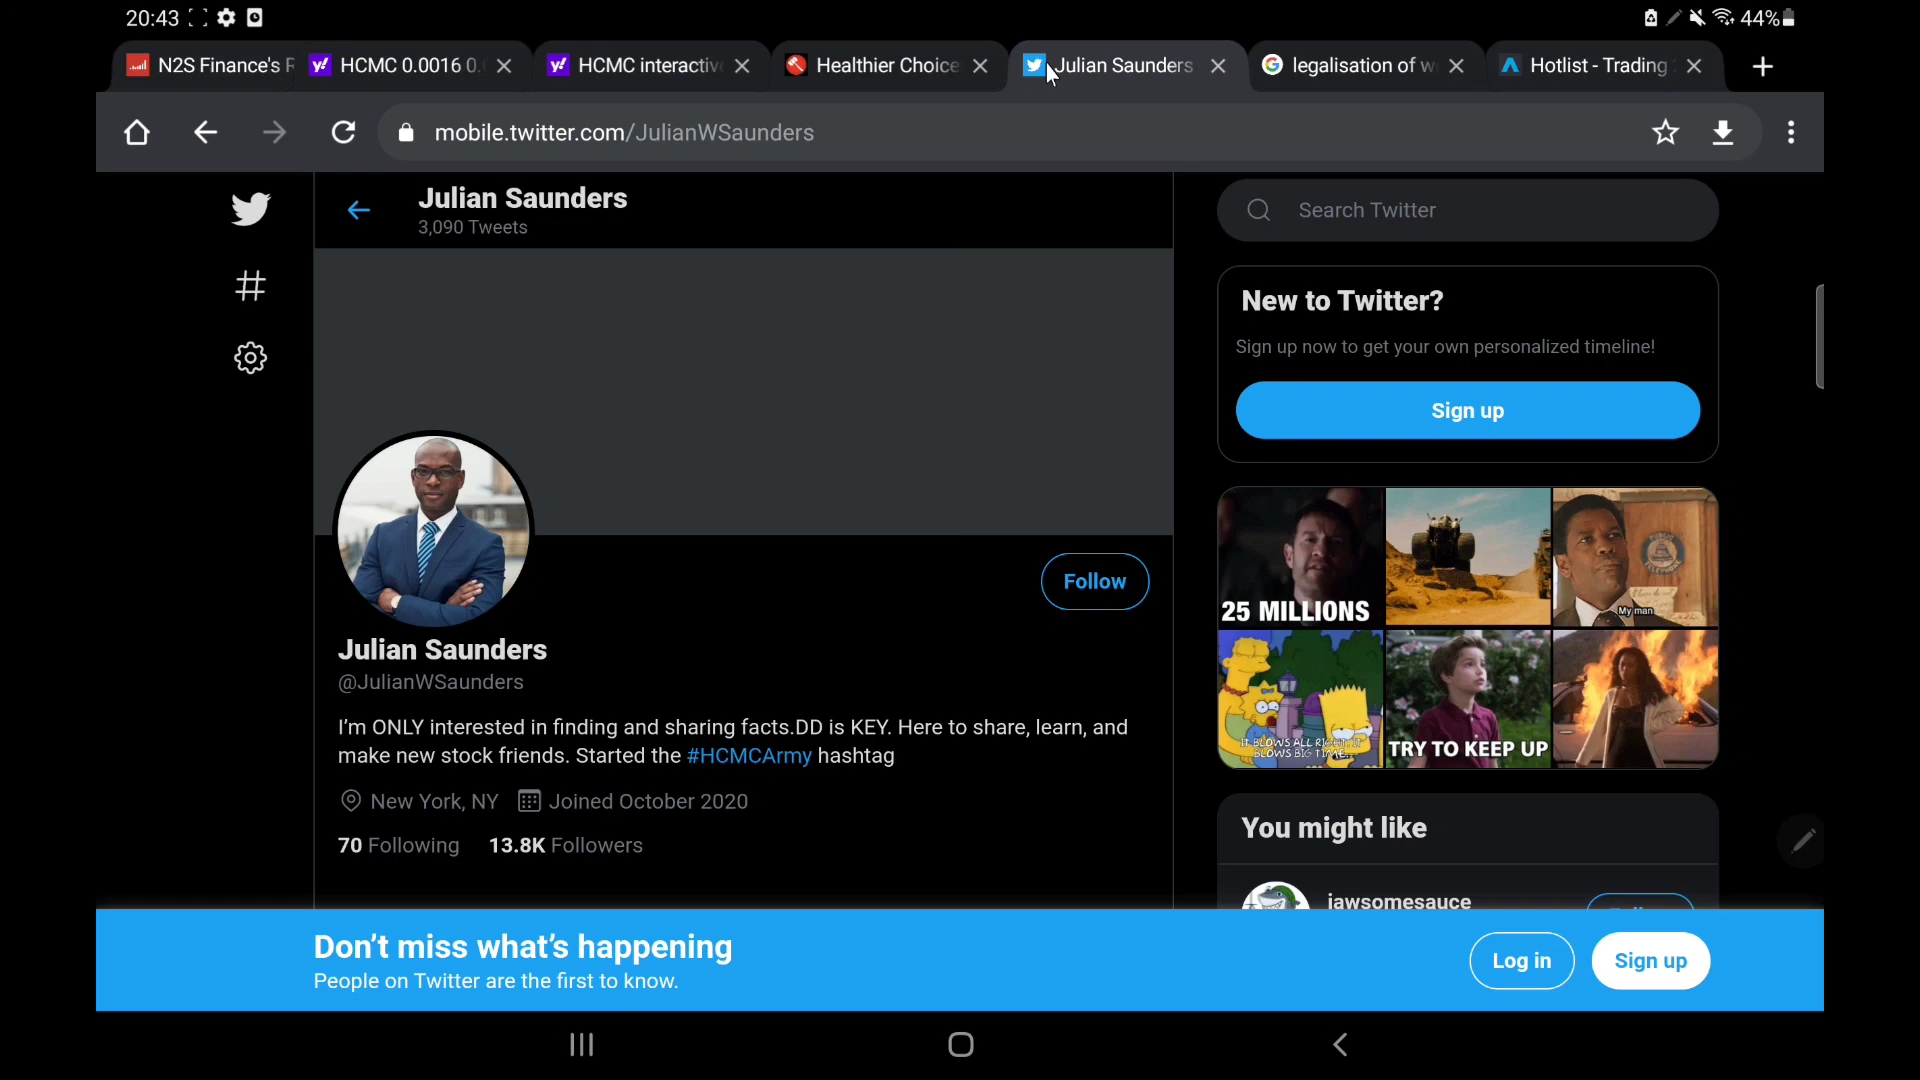 20:43
44%
N2S Finance's
HCMC 0.0016
HCMC interactiv
Healthier Choice
Julian Saunders
legalisation of w
Hotlist - Trading
mobile.twitter.com/JulianWSaunders
Julian Saunders
3,090 Tweets
Search Twitter
New to Twitter?
Sign up now to get your own personalized timeline!
Sign up
25 MILLIONS
PUBLIC
TELEPHONE
My man
IT BLOWS ALL RIGHT. IT
BLOWS BIG TIME.
TRY TO KEEP UP
Follow
Julian Saunders
@JulianWSaunders
I'm ONLY interested in finding and sharing facts.DD is KEY. Here to share, learn, and
make new stock friends. Started the #HCMCArmy hashtag
New York, NY Joined October 2020
70 Following 13.8K Followers
You might like
jawsomesauce
Don't miss what's happening
People on Twitter are the first to know.
Log in
Sign up